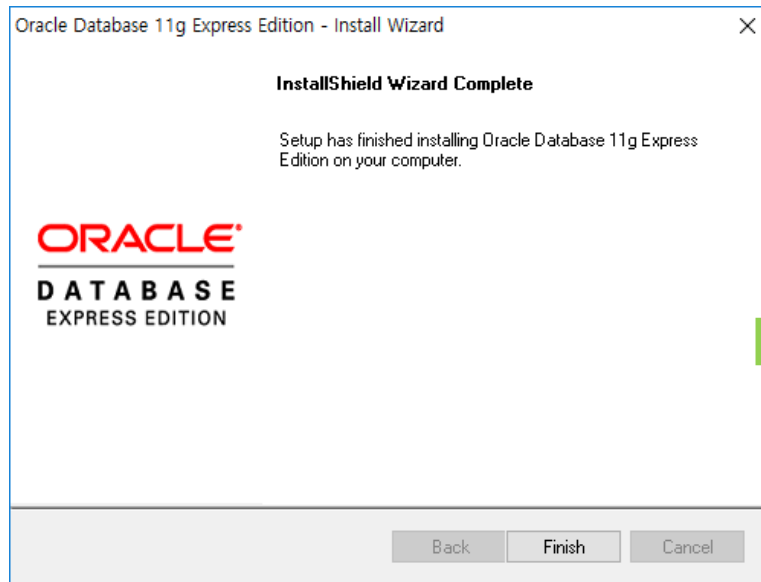 Oracle Database 11g Express Edition - Install Wizard
InstallShield Wizard Complete
Setup has finished installing Oracle Database 11g Express
Edition on your computer.
ORACLE
DATABASE
EXPRESS EDITION
Back Finish Cancel